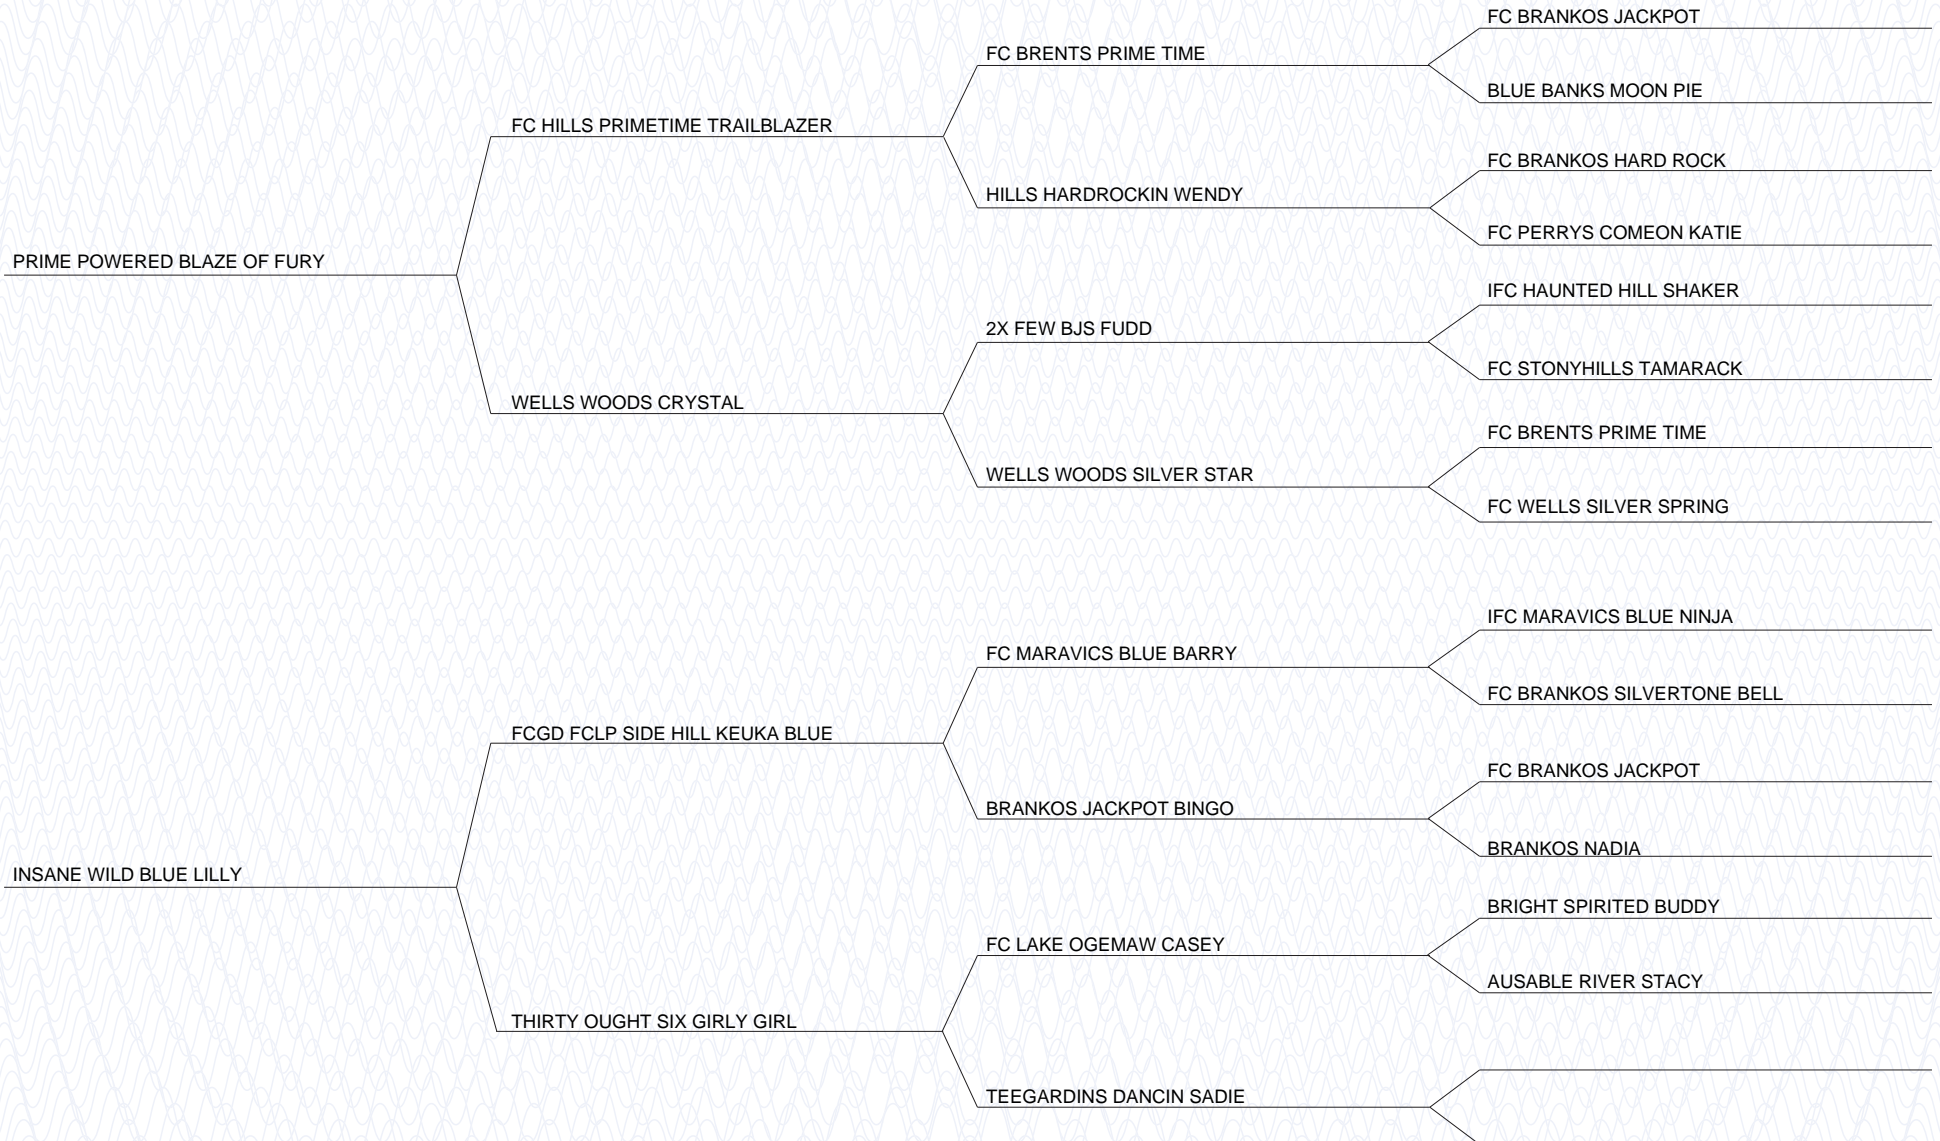 FC BRANKOS JACKPOT
FC BRENTS PRIME TIME
BLUE BANKS MOON PIE
FC HILLS PRIMETIME TRAILBLAZER
FC BRANKOS HARD ROCK
HILLS HARDROCKIN WENDY
FC PERRYS COMEON KATIE
PRIME POWERED BLAZE OF FURY
IFC HAUNTED HILL SHAKER
2X FEW BJS FUDD
FC STONYHILLS TAMARACK
WELLS WOODS CRYSTAL
FC BRENTS PRIME TIME
WELLS WOODS SILVER STAR
FC WELLS SILVER SPRING
IFC MARAVICS BLUE NINJA
FC MARAVICS BLUE BARRY
FC BRANKOS SILVERTONE BELL
FCGD FCLP SIDE HILL KEUKA BLUE
FC BRANKOS JACKPOT
BRANKOS JACKPOT BINGO
BRANKOS NADIA
INSANE WILD BLUE LILLY
BRIGHT SPIRITED BUDDY
FC LAKE OGEMAW CASEY
AUSABLE RIVER STACY
THIRTY OUGHT SIX GIRLY GIRL
TEEGARDINS DANCIN SADIE